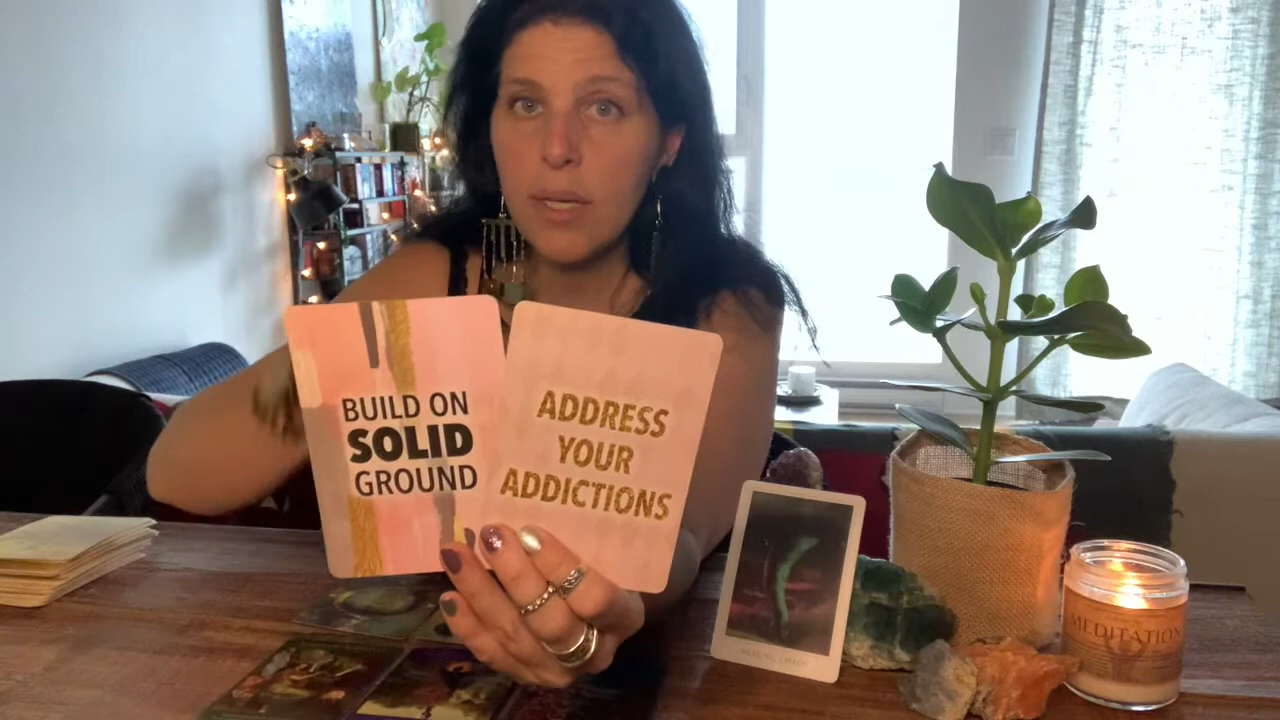 BUILD ON
SOLID
GROUND
ADDRESS
YOUR
ADDICTIONS
MEDITATION